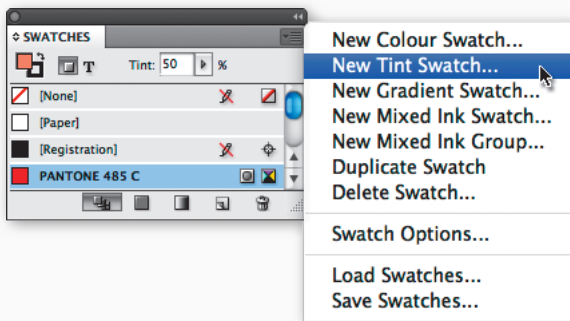 SWATCHES
T Tint: 50 %
[None]
[Paper]
[Registration]
PANTONE 485 C
New Colour Swatch...
New Tint Swatch...
New Gradient Swatch...
New Mixed Ink Swatch...
New Mixed Ink Group...
Duplicate Swatch
Delete Swatch...
Swatch Options...
Load Swatches...
Save Swatches...